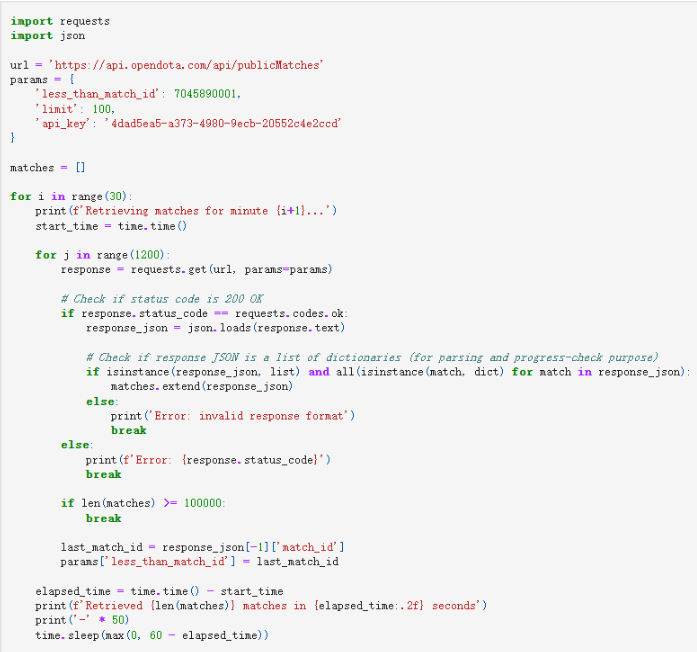 import requests
import json
url = 'https://api.opendota.com/api/publicMatches'
params = {
    'less_than_match_id': 7045890001,
    'limit': 100,
    'api_key': '4dad5ea5-a373-4980-9ecb-20552c4e2ccd'
}
matches = []
for i in range(30):
    print(f'Retrieving matches for minute {i+1}...')
    start_time = time.time()
    for j in range(1200):
        response = requests.get(url, params=params)
        # Check if status code is 200 OK
        if response.status_code == requests.codes.ok:
            response_json = json.loads(response.text)
            # Check if response JSON is a list of dictionaries (for parsing and progress-check purpose)
            if isinstance(response_json, list) and all(isinstance(match, dict) for match in response_json):
                matches.extend(response_json)
            else:
                print('Error: invalid response format')
                break
        else:
            print(f'Error: {response.status_code}')
            break
        if len(matches) >= 100000:
            break
        last_match_id = response_json[-1]['match_id']
        params['less_than_match_id'] = last_match_id
    elapsed_time = time.time() - start_time
    print(f'Retrieved {len(matches)} matches in {elapsed_time:.2f} seconds')
    print('-' * 50)
    time.sleep(max(0, 60 - elapsed_time))